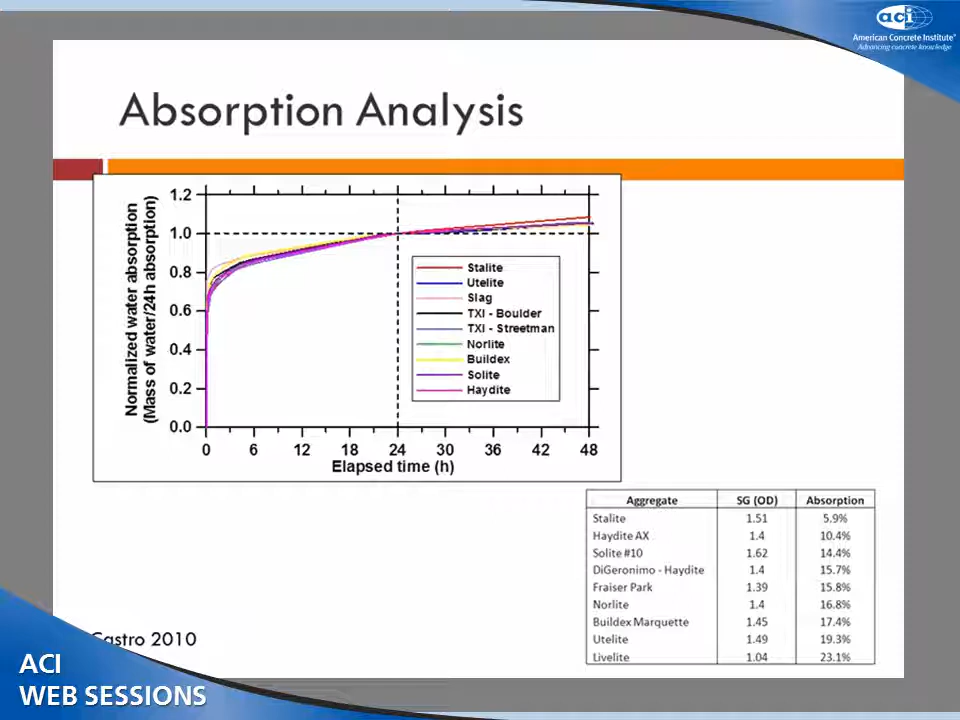 aci
American Concrete Institute®
Advancing concrete knowledge
Absorption Analysis
Normalized water absorption
(Mass of water/24h absorption)
1.2
1.0
0.8
0.6
0.4
0.2
0.0
Stalite
Utelite
Slag
TXI - Boulder
TXI - Streetman
Norlite
Buildex
Solite
Haydite
0 6 12 18 24 30 36 42 48
Elapsed time (h)
Aggregate SG (OD) Absorption
Stalite 1.51 5.9%
Haydite AX 1.4 10.4%
Solite #10 1.62 14.4%
DiGeronimo - Haydite 1.4 15.7%
Fraiser Park 1.39 15.8%
Norlite 1.4 16.8%
Buildex Marquette 1.45 17.4%
Utelite 1.49 19.3%
Livelite 1.04 23.1%
Castro 2010
ACI
WEB SESSIONS